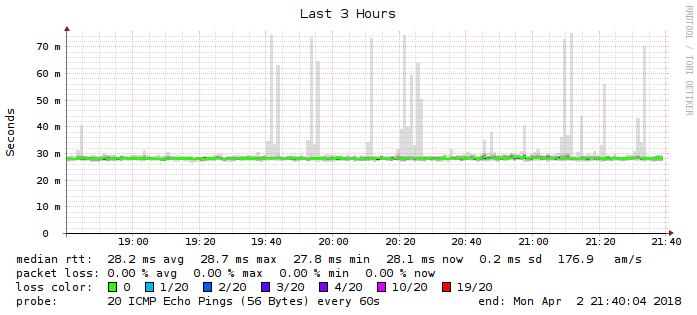 Last 3 Hours
RRDTOOL / TOBI OETIKER
Seconds
70 m
60 m
50 m
40 m
30 m
20 m
10 m
0
19:00 19:20 19:40 20:00 20:20 20:40 21:00 21:20 21:40
median rtt: 28.2 ms avg 28.7 ms max 27.8 ms min 28.1 ms now 0.2 ms sd 176.9 am/s
packet loss: 0.00 % avg 0.00 % max 0.00 % min 0.00 % now
loss color: 0 1/20 2/20 3/20 4/20 10/20 19/20
probe: 20 ICMP Echo Pings (56 Bytes) every 60s end: Mon Apr 2 21:40:04 2018